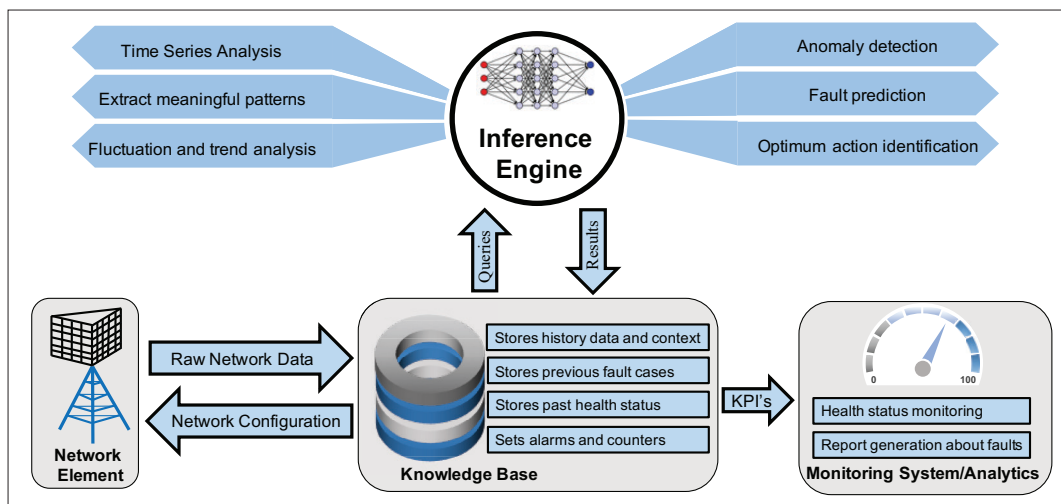 Time Series Analysis
Extract meaningful patterns
Fluctuation and trend analysis
Inference
Engine
Anomaly detection
Fault prediction
Optimum action identification
Queries
Results
Network
Element
Raw Network Data
Network Configuration
Stores history data and context
Stores previous fault cases
Stores past health status
Sets alarms and counters
Knowledge Base
KPI's
0
100
Health status monitoring
Report generation about faults
Monitoring System/Analytics